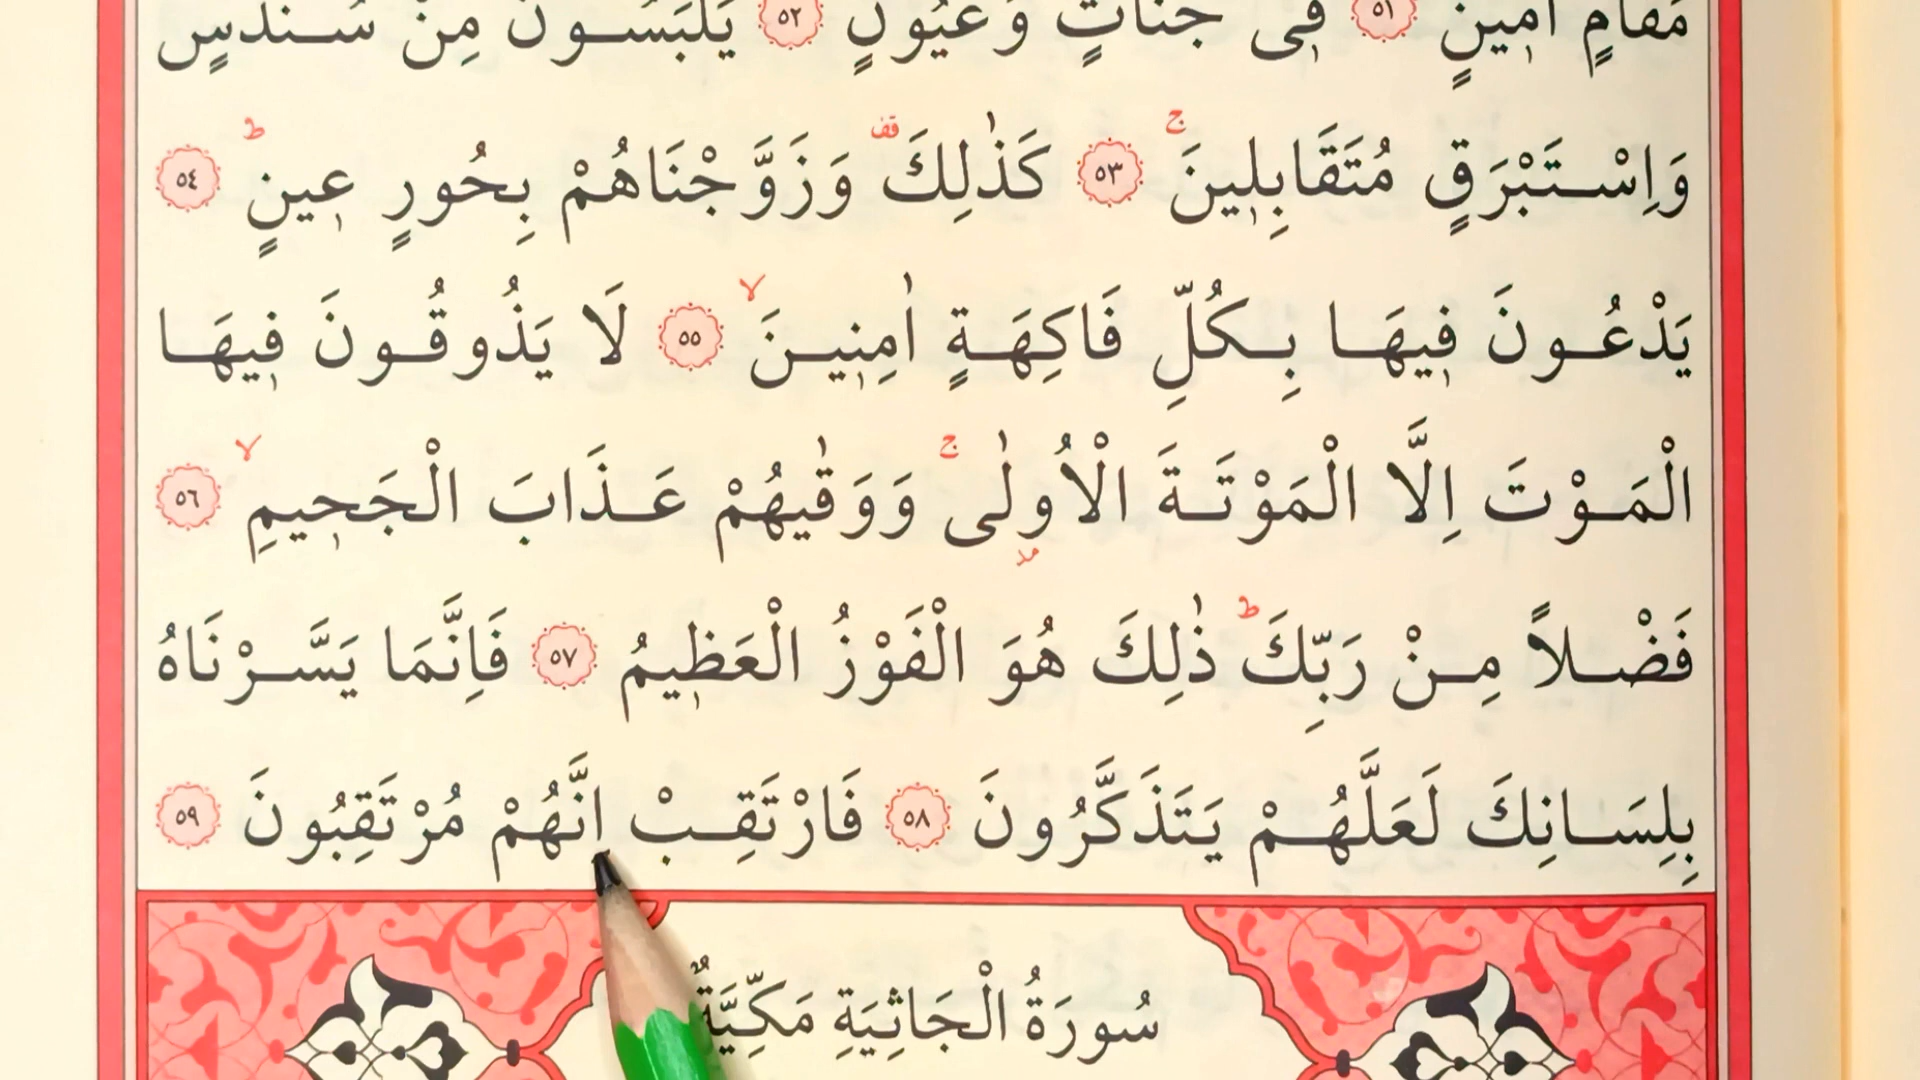 مَقَامٍ اَم۪ينٍ ﴿٥١﴾ ف۪ى جَنَّاتٍ وَعُيُونٍ ﴿٥٢﴾ يَلْبَسُونَ مِنْ سُنْدُسٍ
وَاِسْتَبْرَقٍ مُتَقَابِل۪ينَۚ ﴿٥٣﴾ كَذٰلِكَ قف وَزَوَّجْنَاهُمْ بِحُورٍ ع۪ينٍۜ ﴿٥٤﴾
يَدْعُونَ ف۪يهَا بِكُلِّ فَاكِهَةٍ اٰمِن۪ينَۙ ﴿٥٥﴾ لَا يَذُوقُونَ ف۪يهَا
الْمَوْتَ اِلَّا الْمَوْتَةَ الْاُو۫لٰىۚ وَوَقٰيهُمْ عَذَابَ الْجَح۪يمِۙ ﴿٥٦﴾
فَضْلاً مِنْ رَبِّكَۜ ذٰلِكَ هُوَ الْفَوْزُ الْعَظ۪يمُ ﴿٥٧﴾ فَاِنَّمَا يَسَّرْنَاهُ
بِلِسَانِكَ لَعَلَّهُمْ يَتَذَكَّرُونَ ﴿٥٨﴾ فَارْتَقِبْ اِنَّهُمْ مُرْتَقِبُونَ ﴿٥٩﴾
سُورَةُ الْجَاثِيَةِ مَكِّيَّةٌ